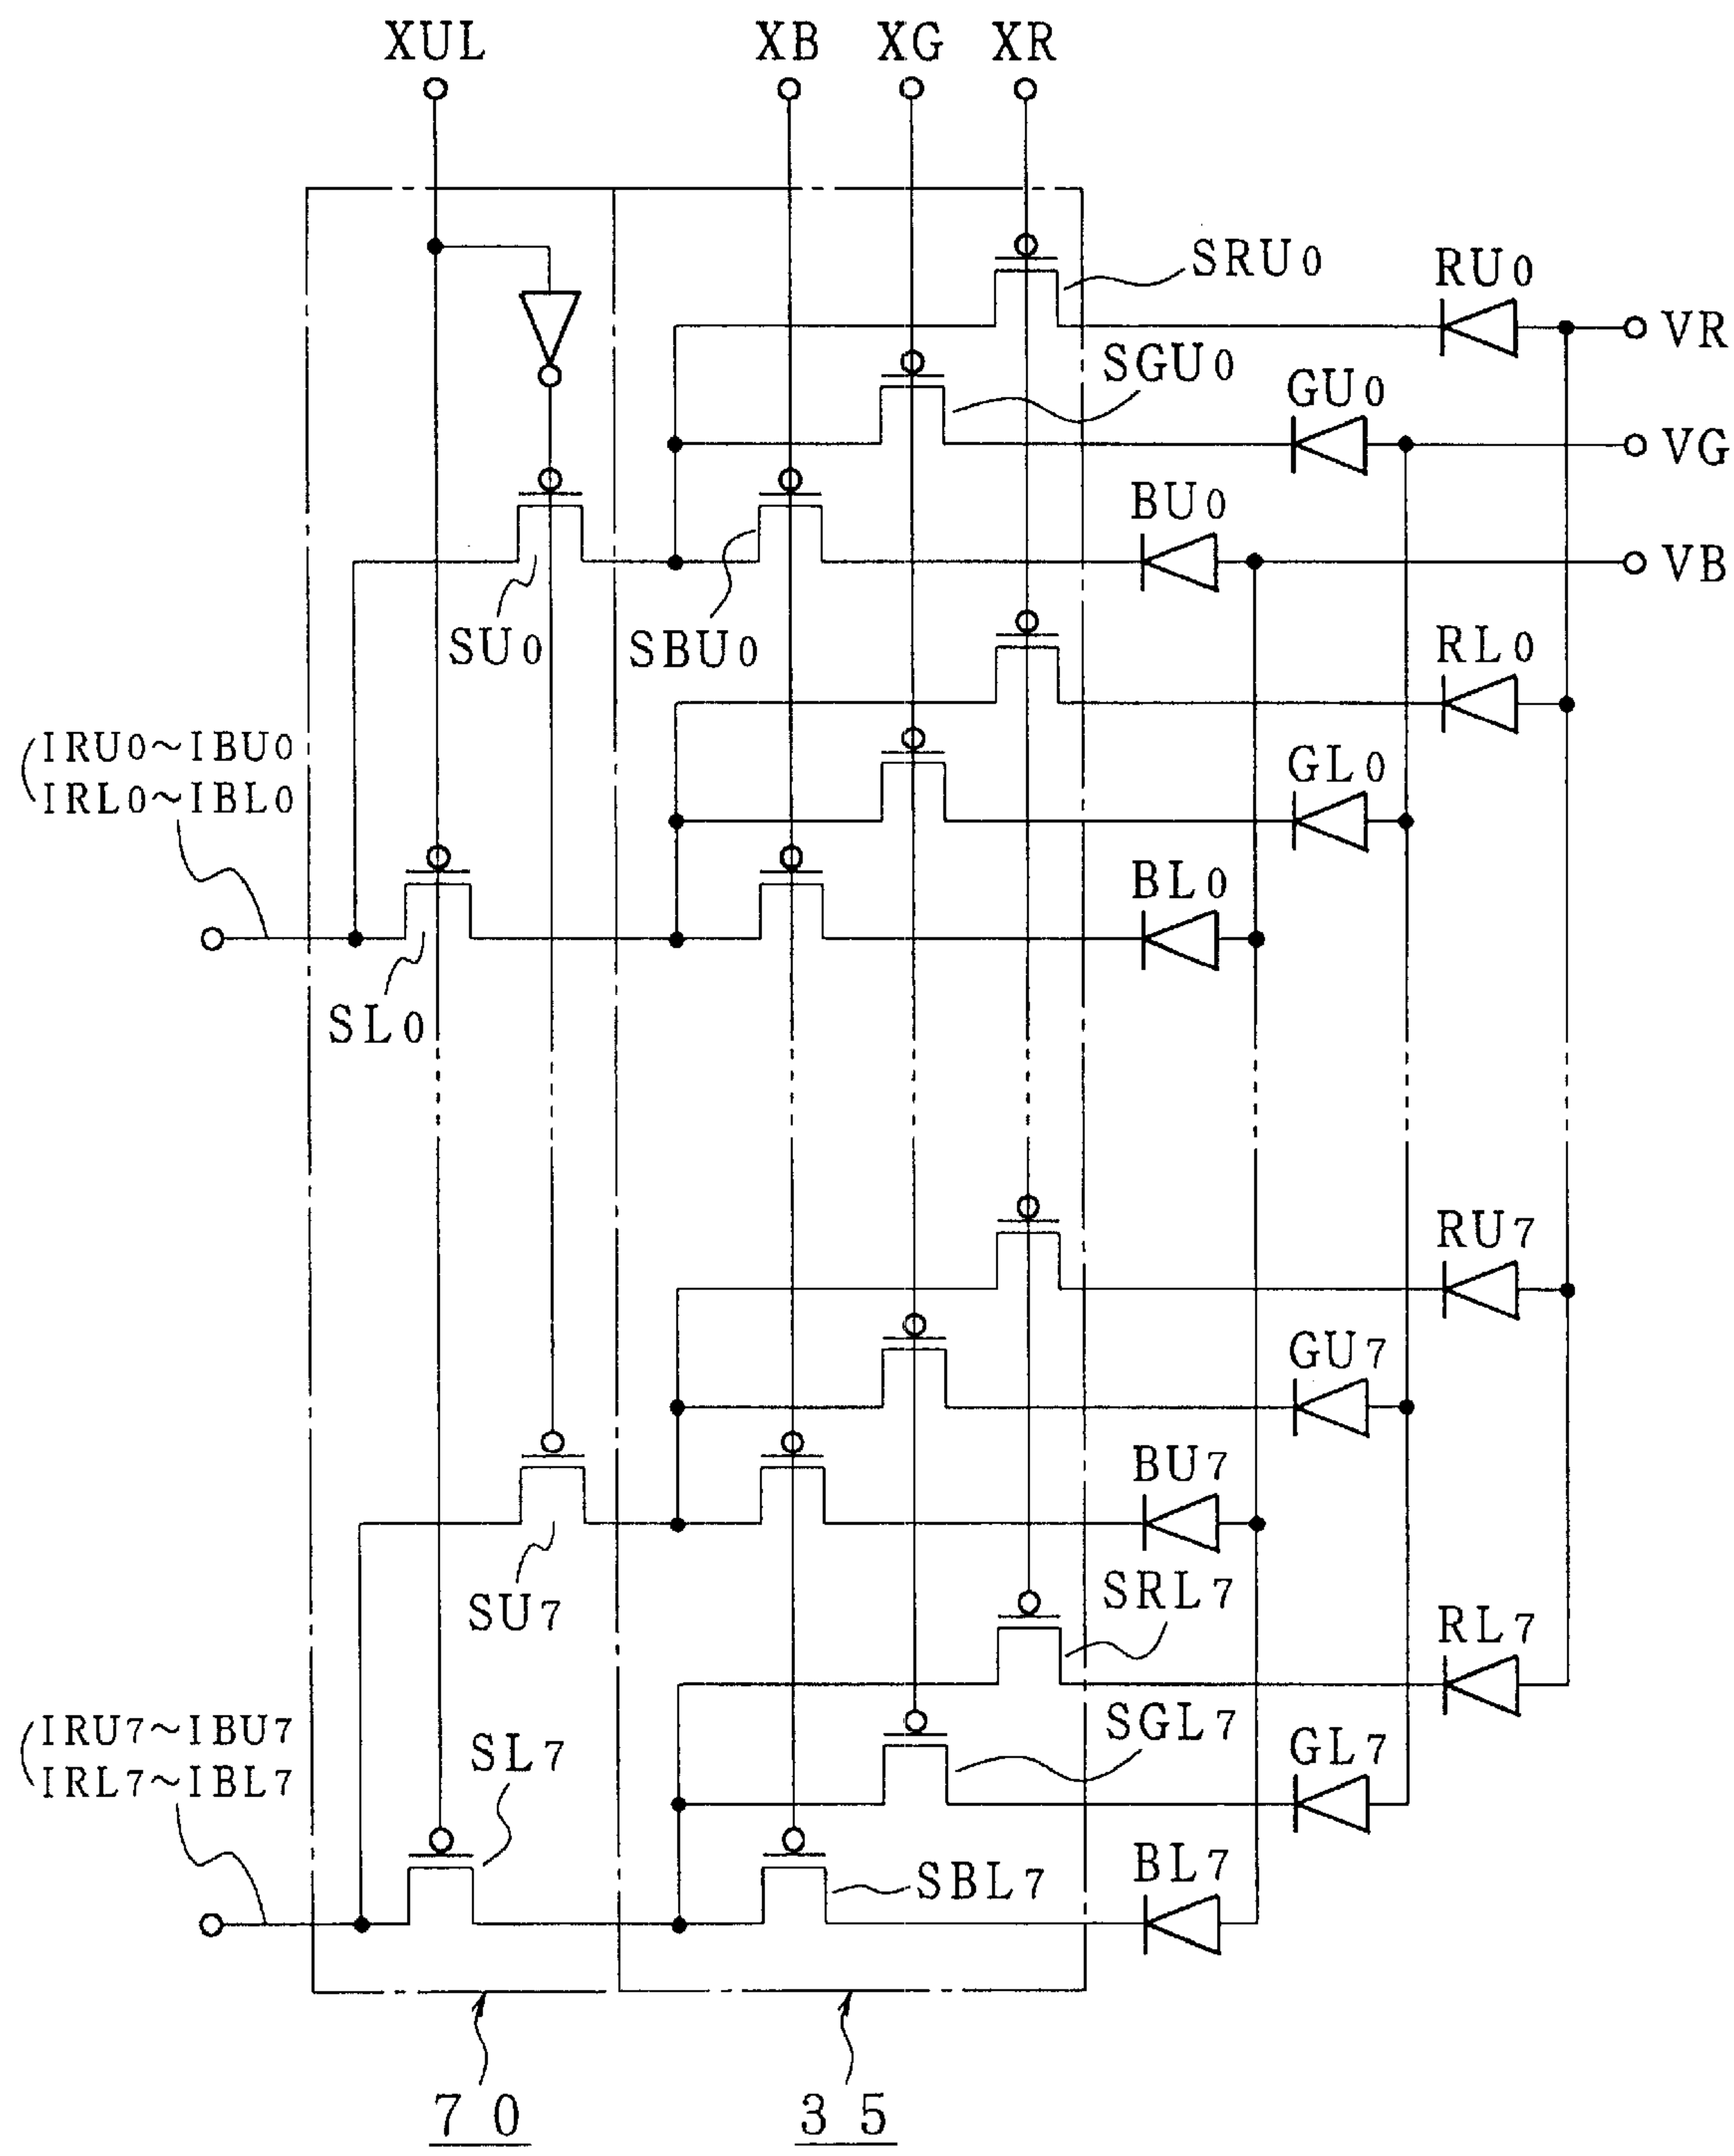 XUL XB XG XR
SRU0
RU0
VR
SGU0
GU0
VG
BU0
VB
SU0
SBU0
RL0
IRU0~IBU0
IRL0~IBL0
GL0
BL0
SL0
RU7
GU7
BU7
SU7
SRL7
RL7
IRU7~IBU7
IRL7~IBL7
SL7
SGL7
GL7
SBL7
BL7
70
35